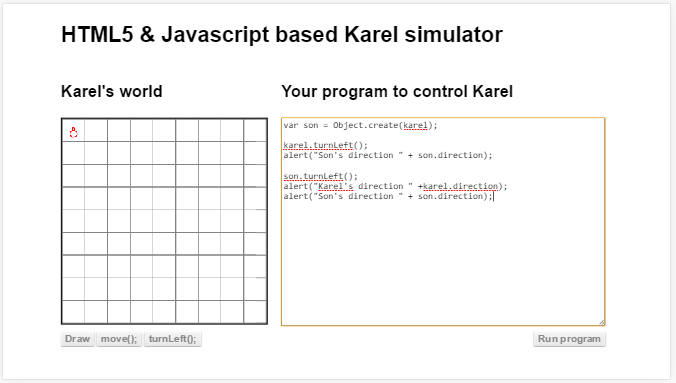 HTML5 & Javascript based Karel simulator
Karel's world
Your program to control Karel
var son = Object.create(karel);
karel.turnLeft();
alert("Son's direction " + son.direction);
son.turnLeft();
alert("Karel's direction " +karel.direction);
alert("Son's direction " + son.direction);
Draw move(); turnLeft();
Run program